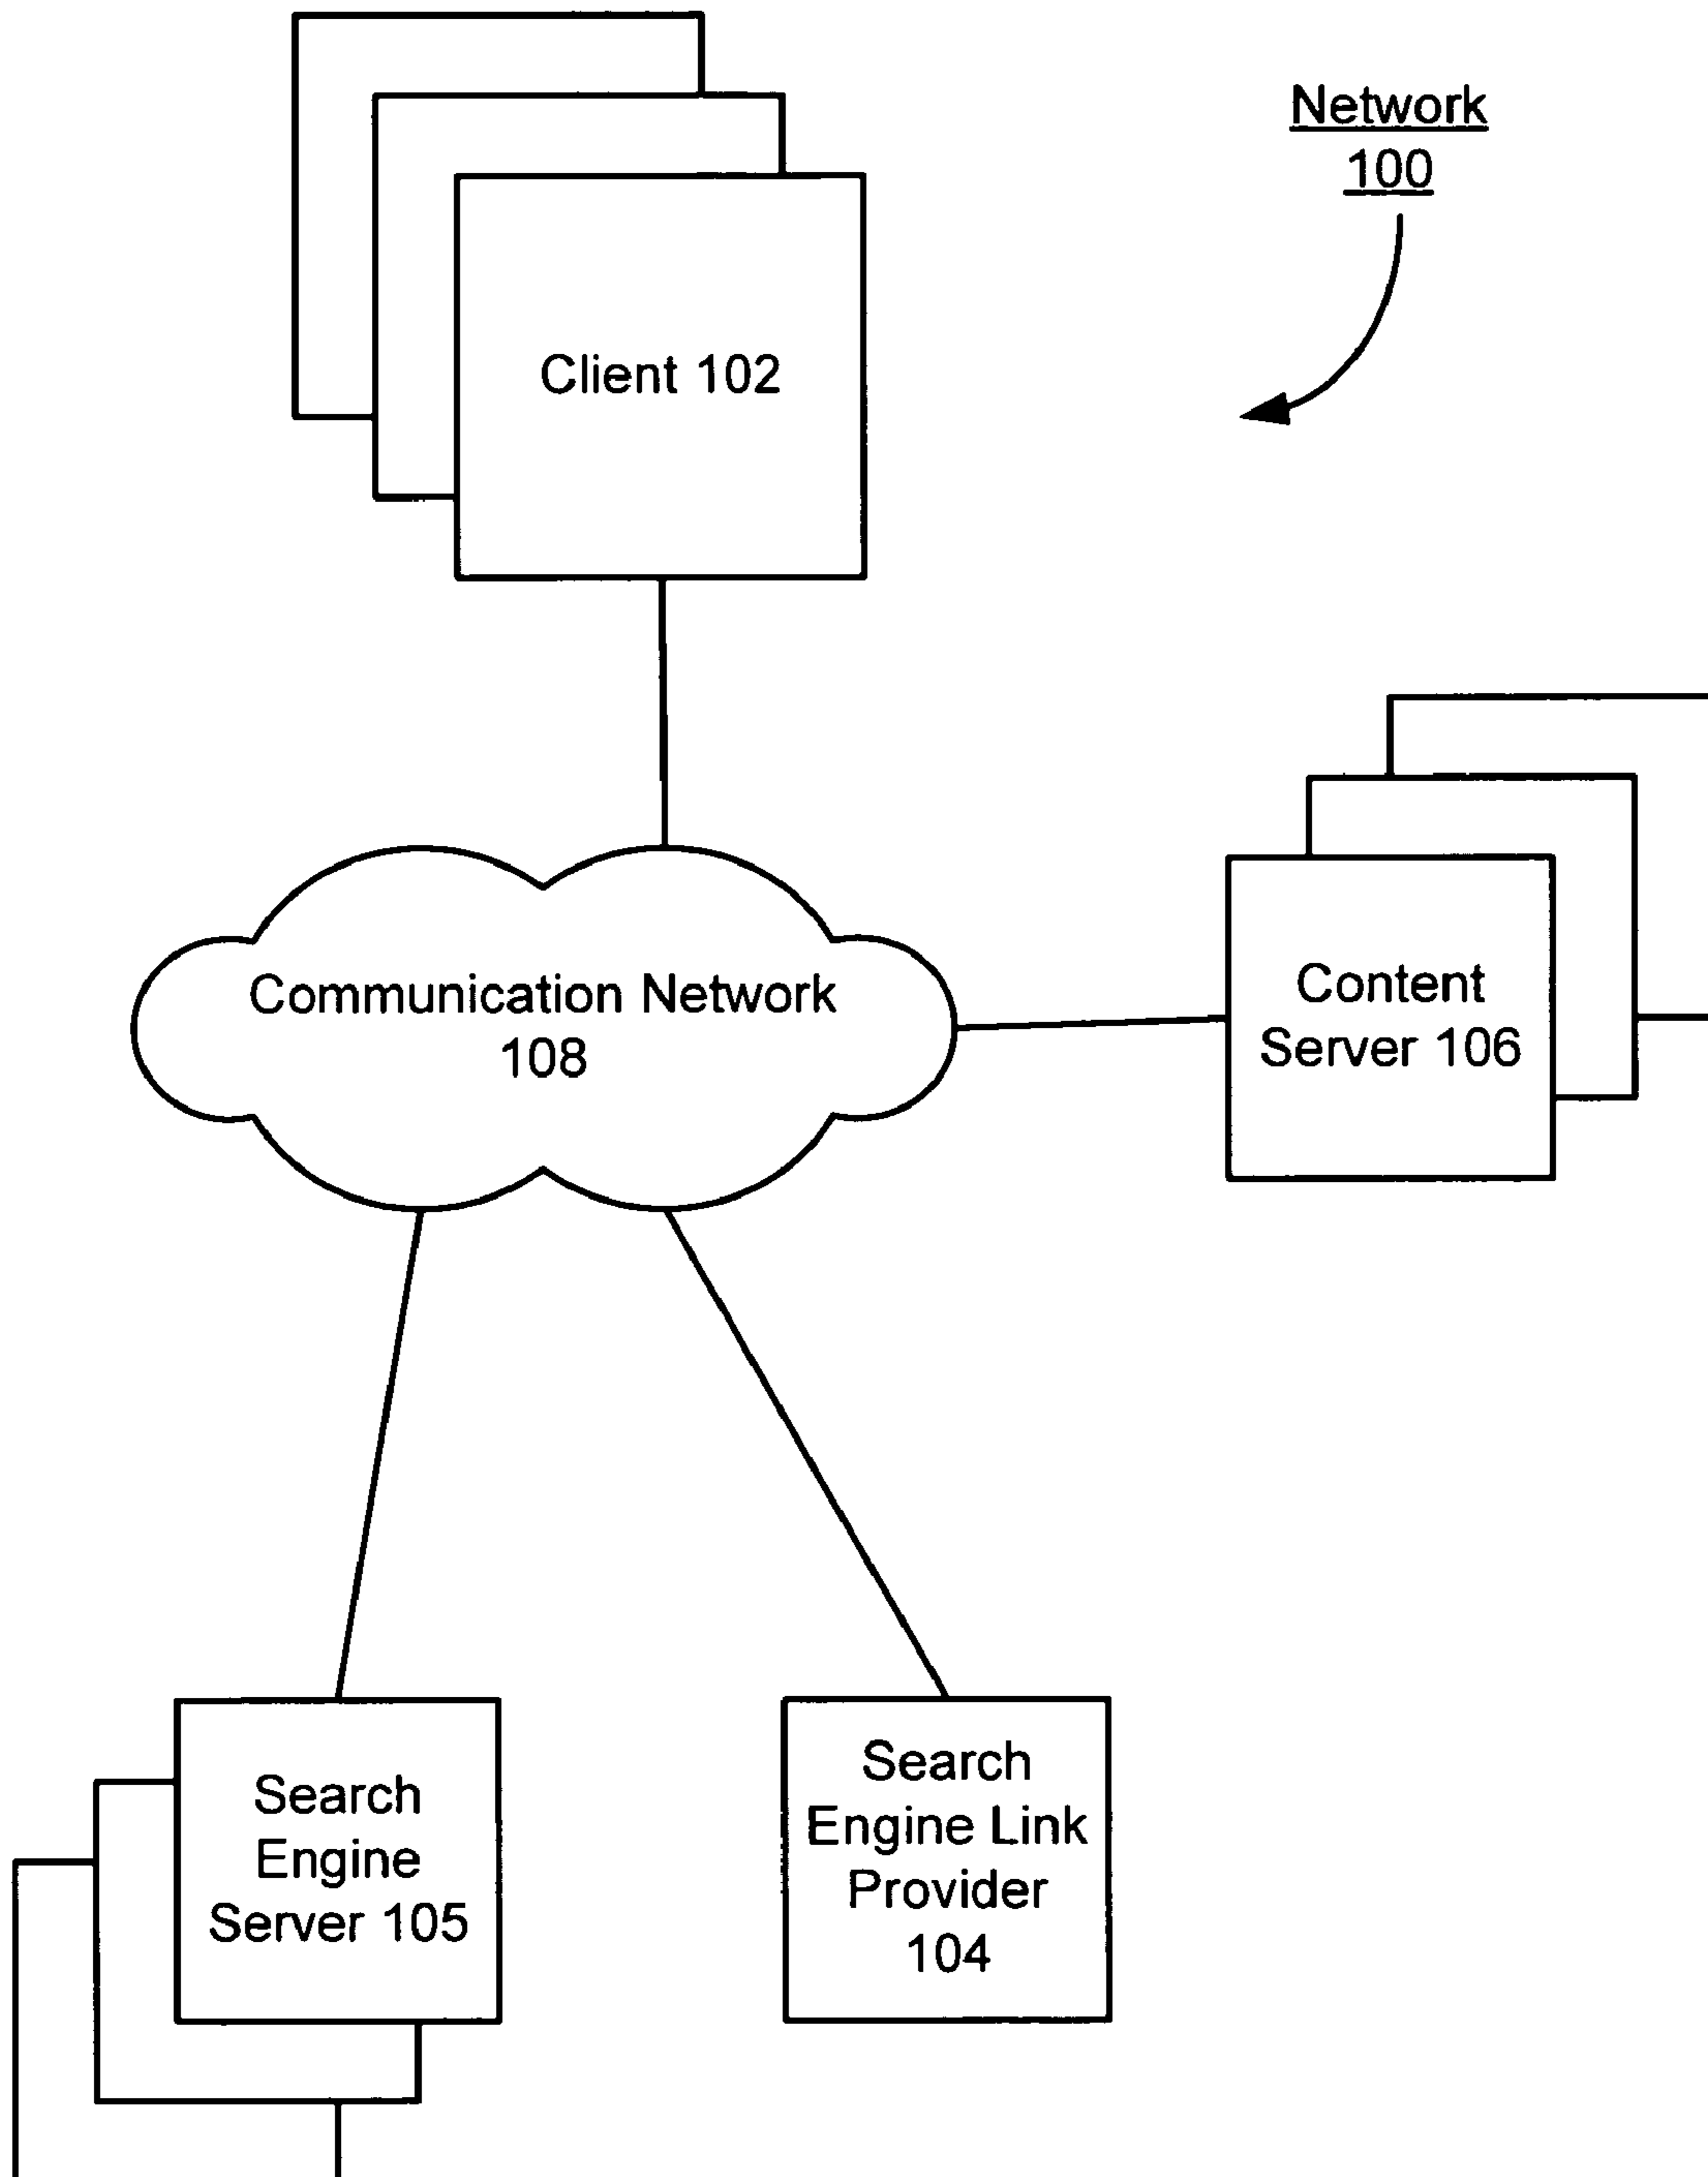 Network
100
Client 102
Communication Network
108
Content
Server 106
Search
Engine
Server 105
Search
Engine Link
Provider
104